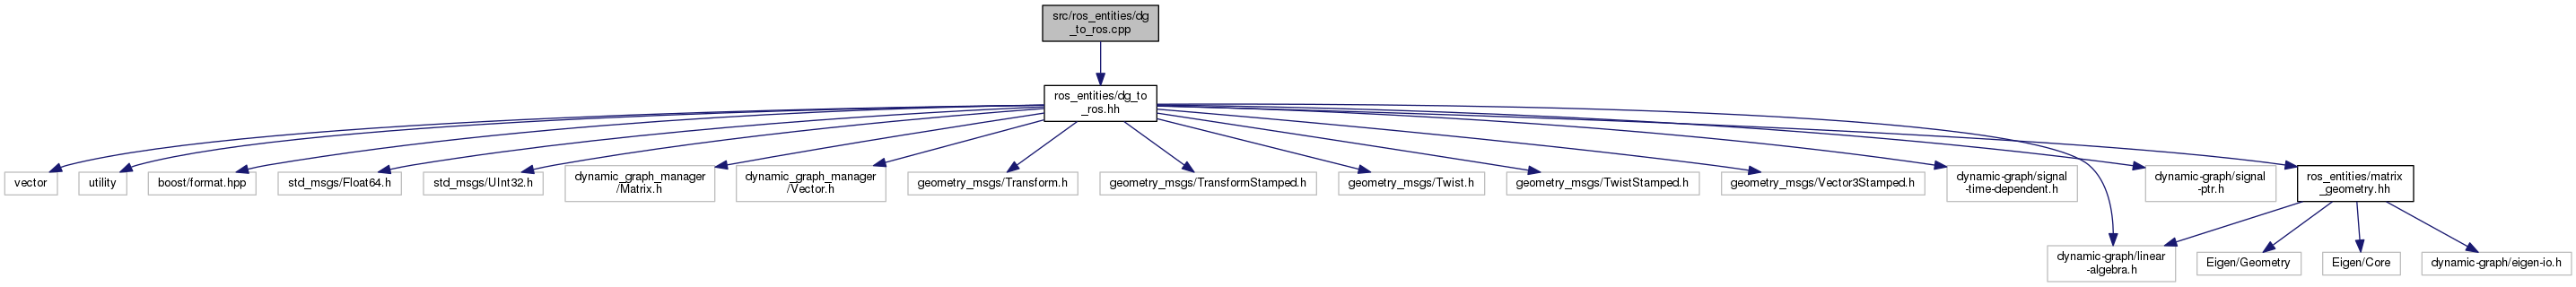 src/ros_entities/dg
_to_ros.cpp
ros_entities/dg_to
_ros.hh
vector
utility
boost/format.hpp
std_msgs/Float64.h
std_msgs/UInt32.h
dynamic_graph_manager
/Matrix.h
dynamic_graph_manager
/Vector.h
geometry_msgs/Transform.h
geometry_msgs/TransformStamped.h
geometry_msgs/Twist.h
geometry_msgs/TwistStamped.h
geometry_msgs/Vector3Stamped.h
dynamic-graph/signal
-time-dependent.h
dynamic-graph/signal
-ptr.h
ros_entities/matrix
_geometry.hh
dynamic-graph/linear
-algebra.h
Eigen/Geometry
Eigen/Core
dynamic-graph/eigen-io.h